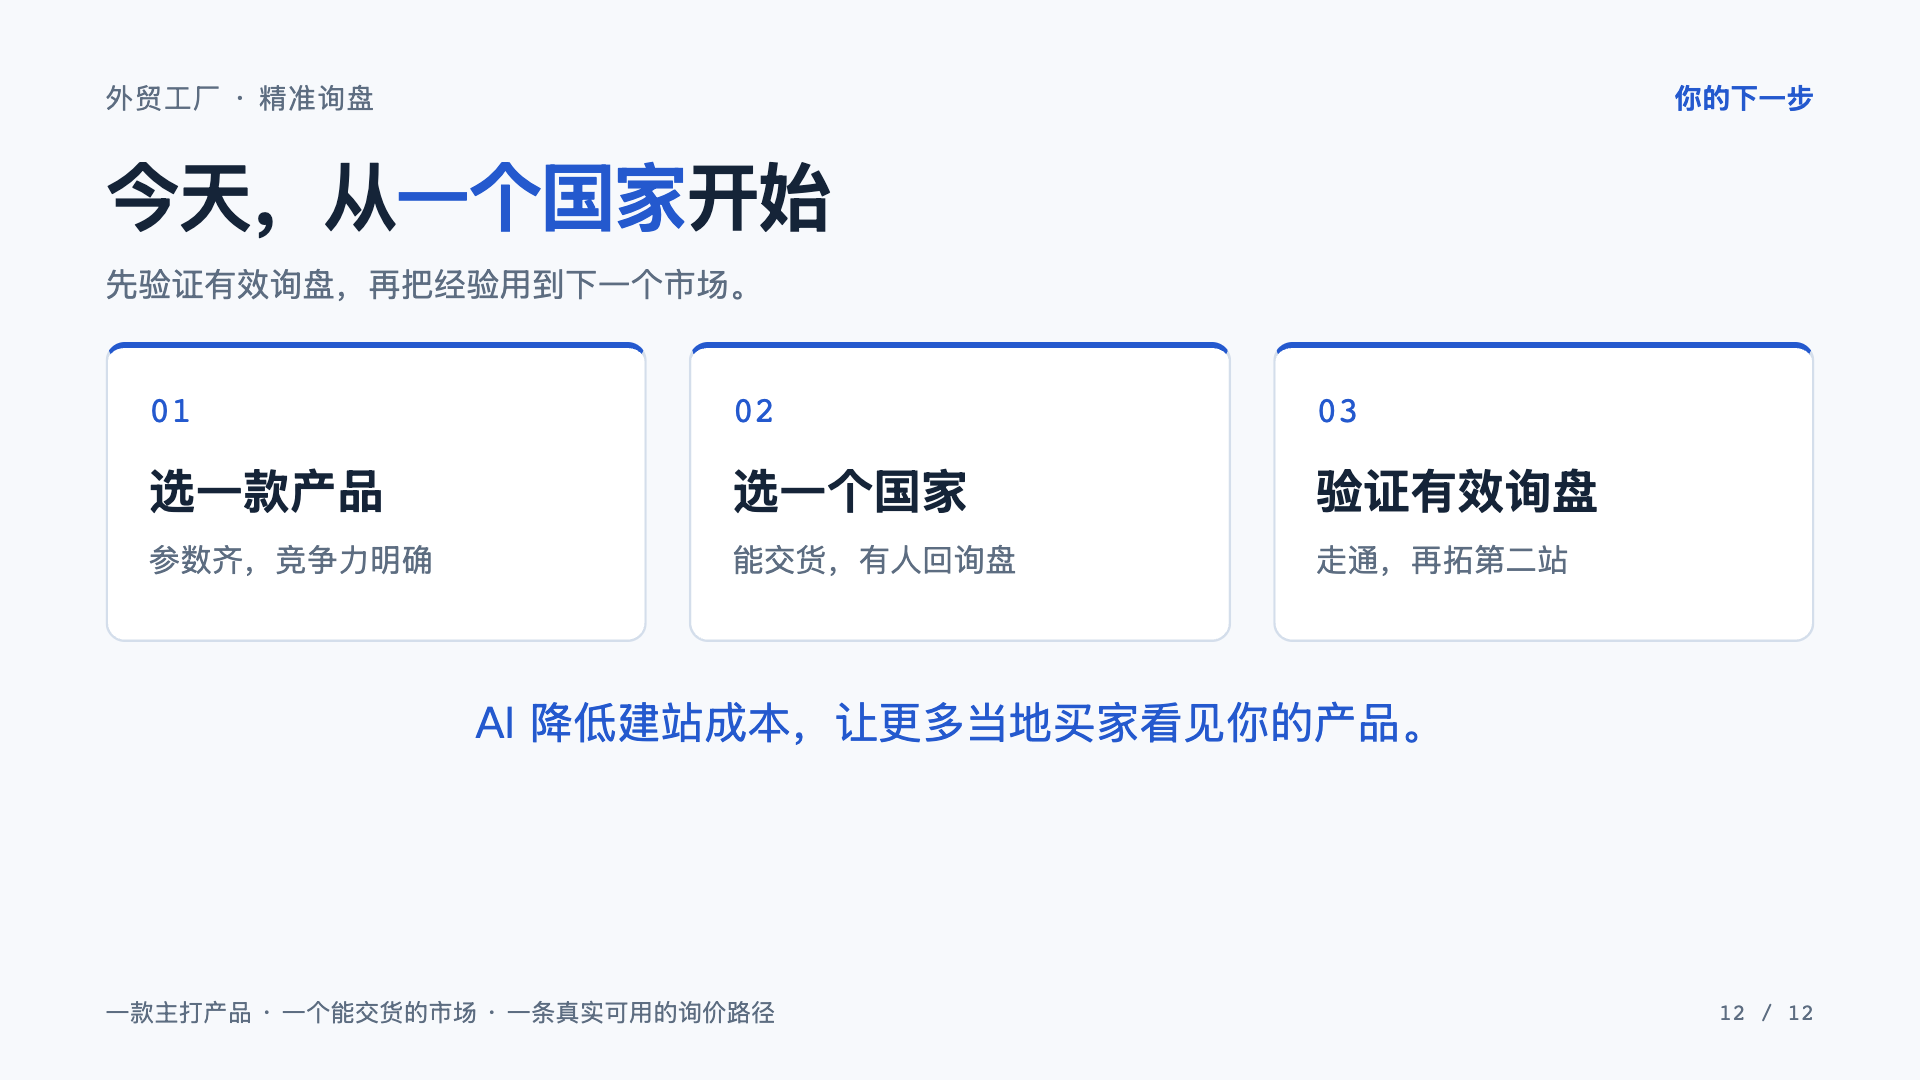 外贸工厂 · 精准询盘
你的下一步
今天，从一个国家开始
先验证有效询盘，再把经验用到下一个市场。
01
选一款产品
参数齐，竞争力明确
02
选一个国家
能交货，有人回询盘
03
验证有效询盘
走通，再拓第二站
AI 降低建站成本，让更多当地买家看见你的产品。
一款主打产品 · 一个能交货的市场 · 一条真实可用的询价路径
12 / 12